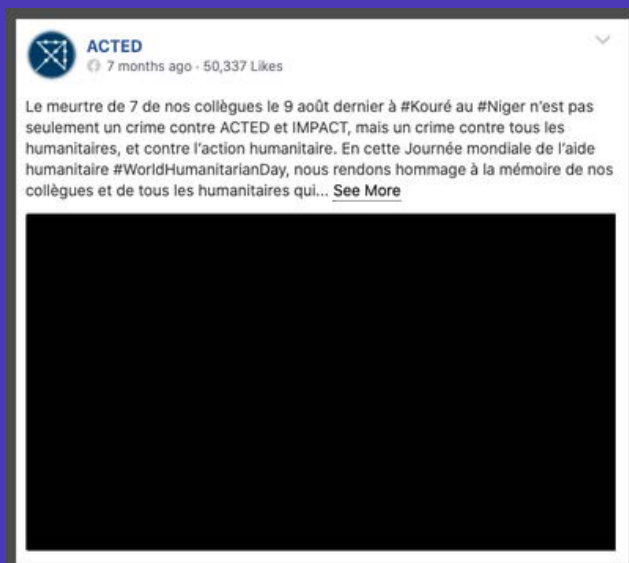 ACTED
7 months ago · 50,337 Likes
Le meurtre de 7 de nos collègues le 9 août dernier à #Kouré au #Niger n'est pas
seulement un crime contre ACTED et IMPACT, mais un crime contre tous les
humanitaires, et contre l'action humanitaire. En cette Journée mondiale de l'aide
humanitaire #WorldHumanitarianDay, nous rendons hommage à la mémoire de nos
collègues et de tous les humanitaires qui... See More